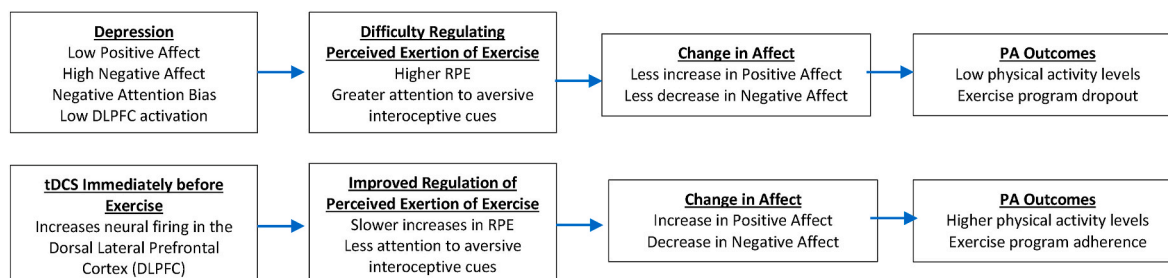 Depression
Low Positive Affect
High Negative Affect
Negative Attention Bias
Low DLPFC activation
Difficulty Regulating
Perceived Exertion of Exercise
Higher RPE
Greater attention to aversive
interoceptive cues
Change in Affect
Less increase in Positive Affect
Less decrease in Negative Affect
PA Outcomes
Low physical activity levels
Exercise program dropout
tDCS Immediately before
Exercise
Increases neural firing in the
Dorsal Lateral Prefrontal
Cortex (DLPFC)
Improved Regulation of
Perceived Exertion of Exercise
Slower increases in RPE
Less attention to aversive
interoceptive cues
Change in Affect
Increase in Positive Affect
Decrease in Negative Affect
PA Outcomes
Higher physical activity levels
Exercise program adherence